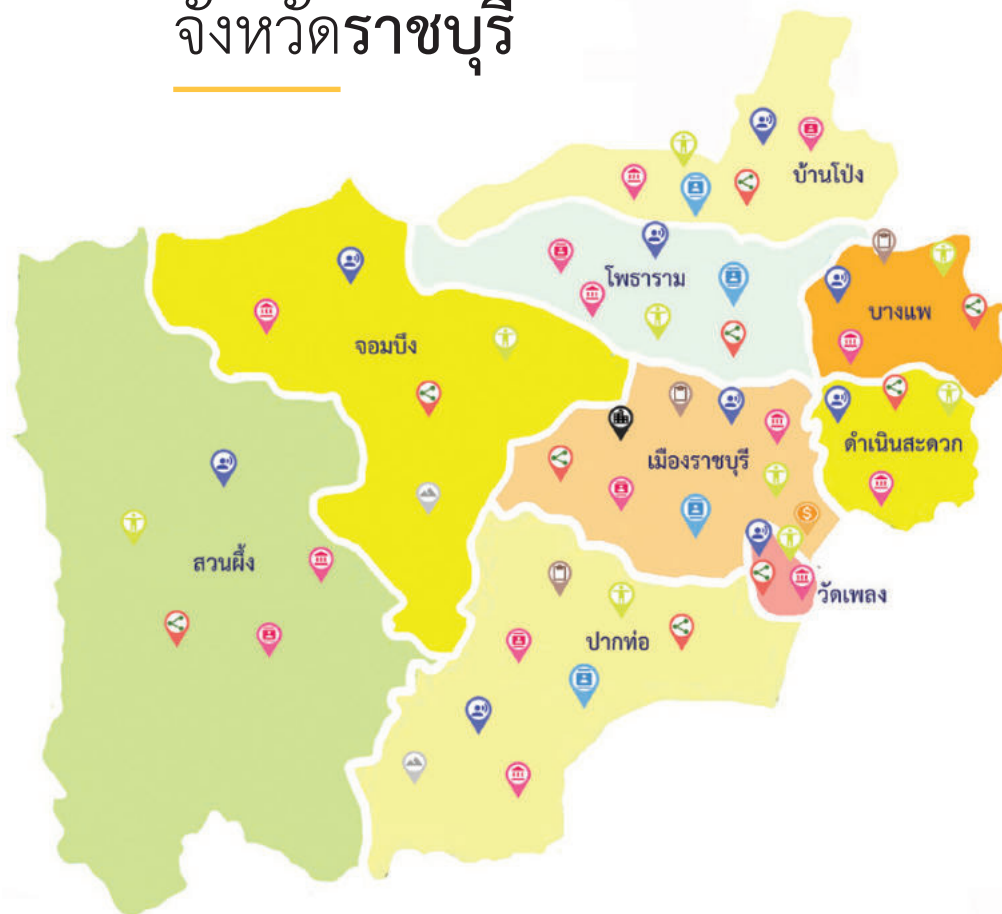 จังหวัดราชบุรี
บ้านโป่ง
โพธาราม
บางแพ
จอมบึง
ดำเนินสะดวก
เมืองราชบุรี
สวนผึ้ง
วัดเพลง
ปากท่อ